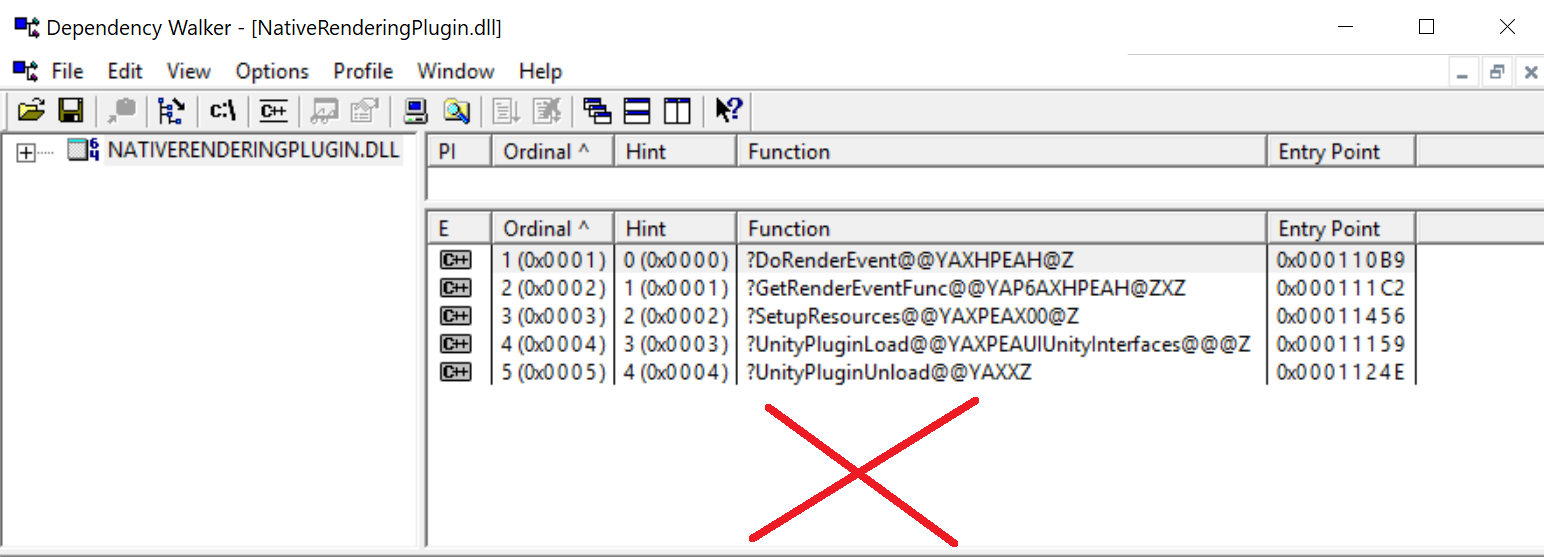 Dependency Walker - [NativeRenderingPlugin.dll]
File Edit View Options Profile Window Help
c:\ C++
64 NATIVERENDERINGPLUGIN.DLL
PI Ordinal ^ Hint Function Entry Point
E Ordinal ^ Hint Function Entry Point
C++ 1 (0x0001) 0 (0x0000) ?DoRenderEvent@@YAXHPEAH@Z 0x000110B9
C++ 2 (0x0002) 1 (0x0001) ?GetRenderEventFunc@@YAP6AXHPEAH@ZXZ 0x000111C2
C++ 3 (0x0003) 2 (0x0002) ?SetupResources@@YAXPEAX00@Z 0x00011456
C++ 4 (0x0004) 3 (0x0003) ?UnityPluginLoad@@YAXPEAUIUnityInterfaces@@@Z 0x00011159
C++ 5 (0x0005) 4 (0x0004) ?UnityPluginUnload@@YAXXZ 0x0001124E